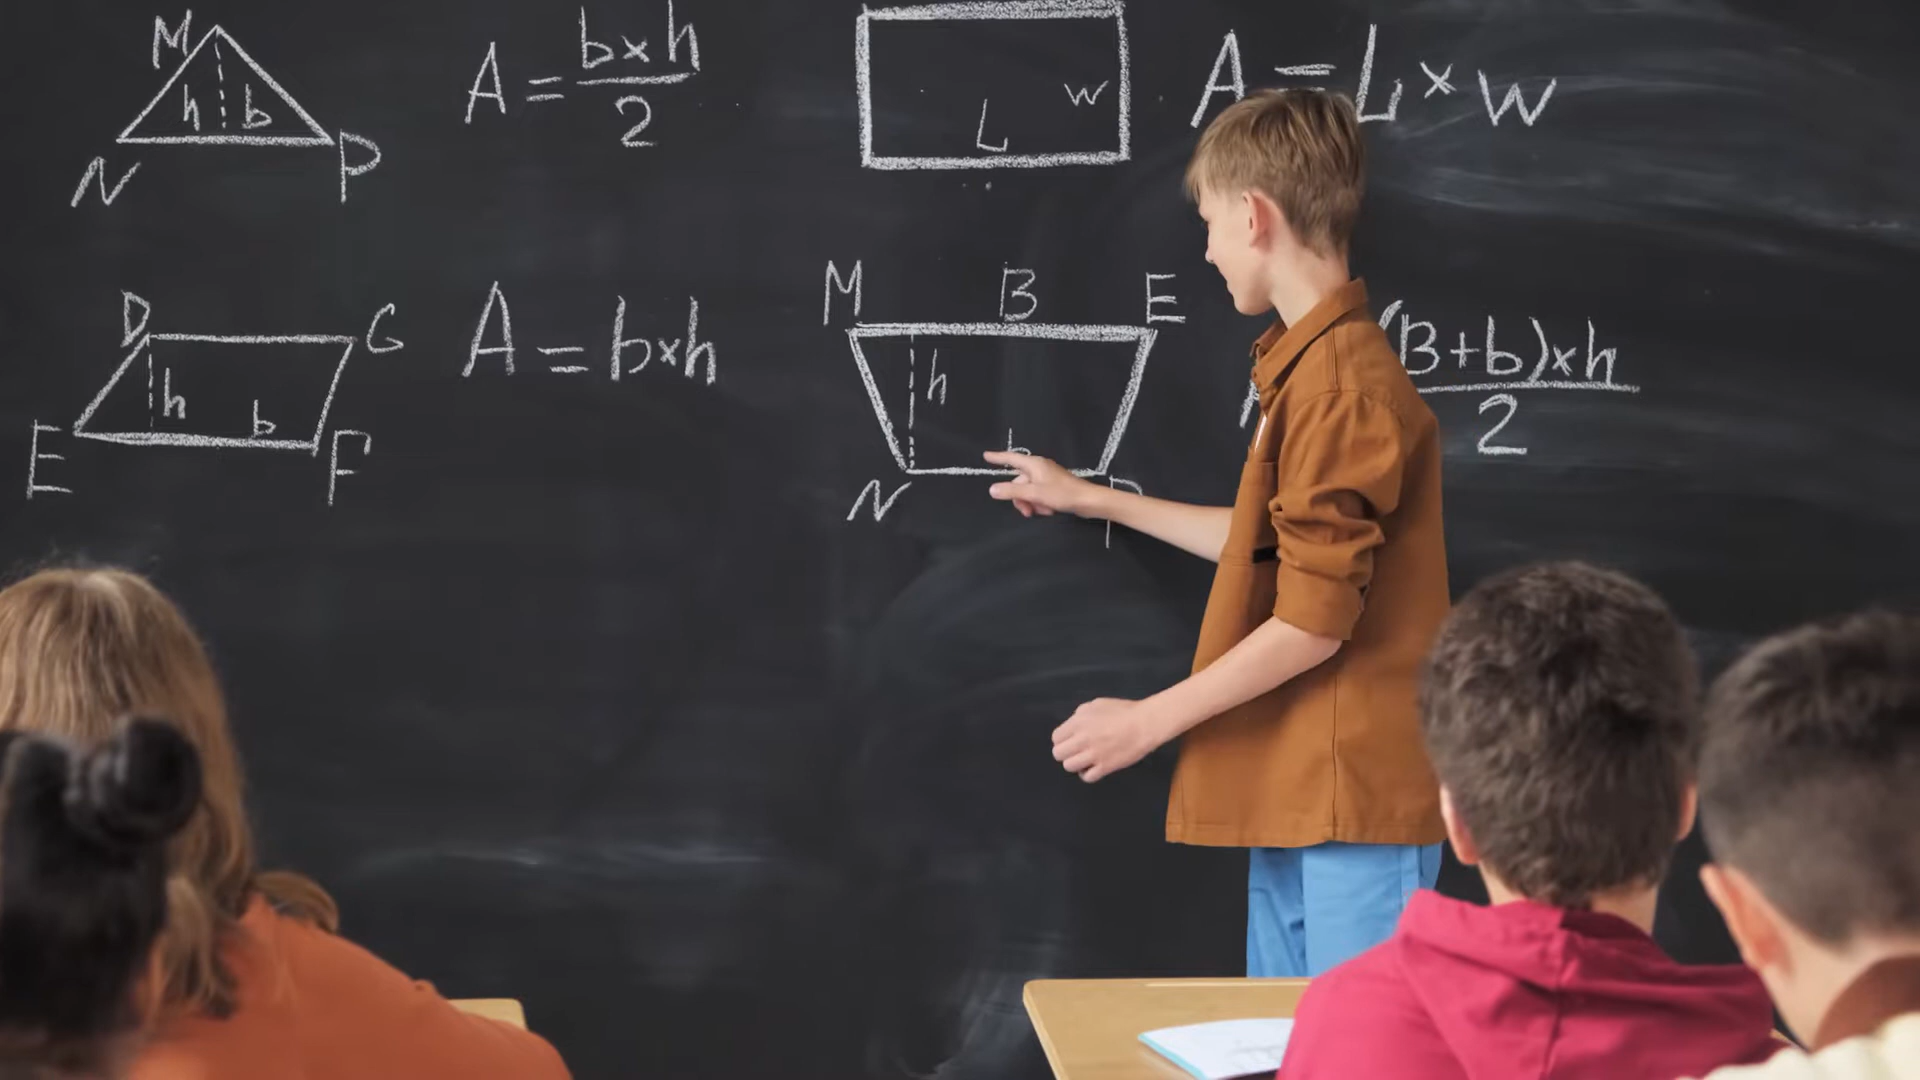 M
h b
N P
A = b×h/2
L W
A = L×W
D G
h b
E F
A = b×h
M B E
h
b
N P
(B+b)×h/2